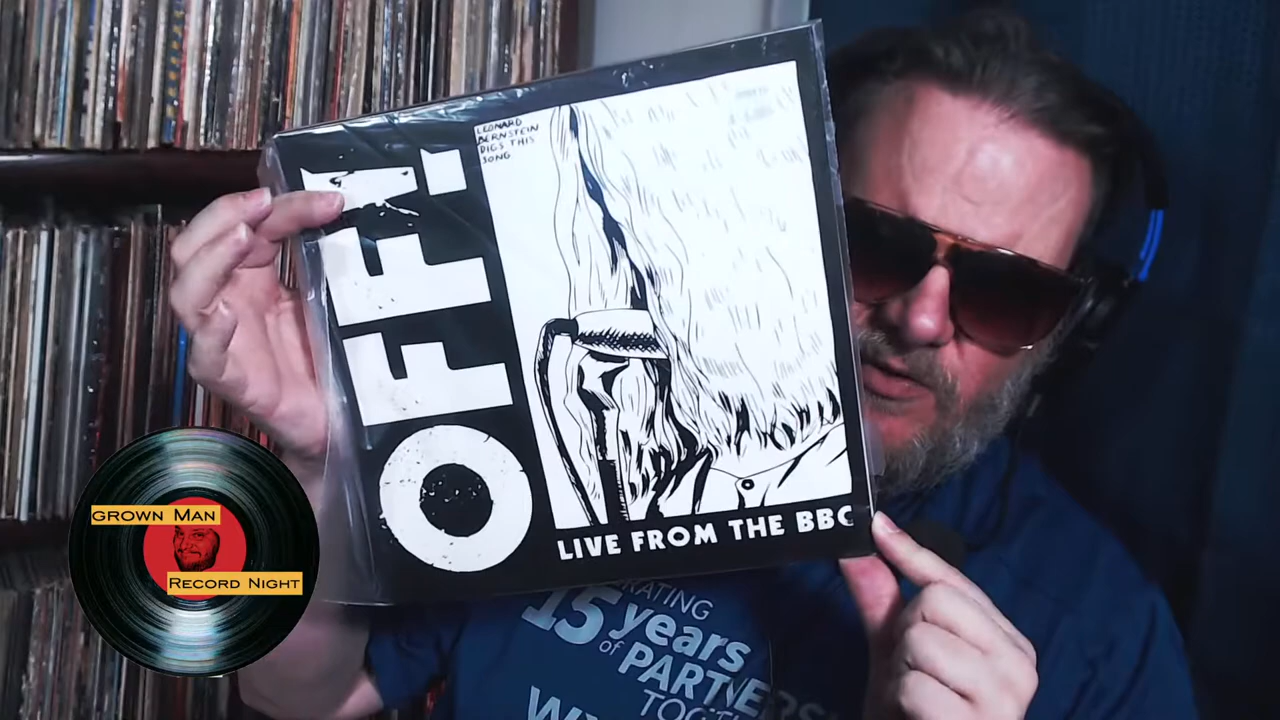 OFF!
LEONARD
BERNSTEIN
DIGS THIS
SONG
LIVE FROM THE BBC
GROWN MAN
RECORD NIGHT
15 years
of PARTNERS